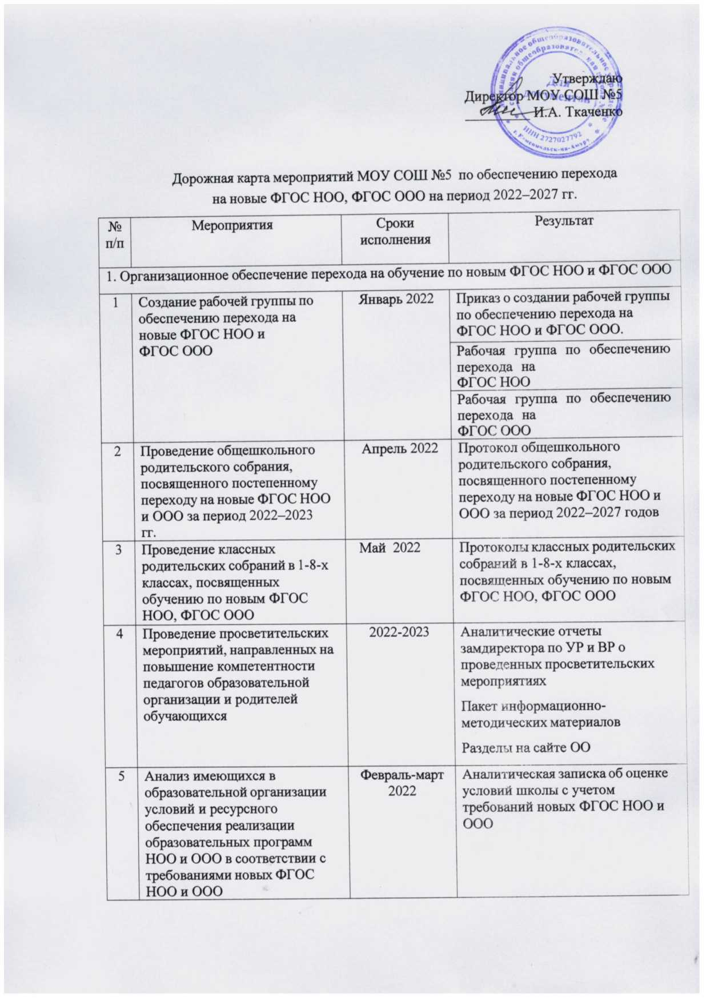 Утверждаю
Директор МОУ СОШ №5
И.А. Ткаченко
Для
документов
ИНН 2727027792
г. Комсомольск-на-Амуре
Дорожная карта мероприятий МОУ СОШ №5 по обеспечению перехода
на новые ФГОС НОО, ФГОС ООО на период 2022–2027 гг.
№
п/п
Мероприятия
Сроки
исполнения
Результат
1. Организационное обеспечение перехода на обучение по новым ФГОС НОО и ФГОС ООО
1
Создание рабочей группы по
обеспечению перехода на
новые ФГОС НОО и
ФГОС ООО
Январь 2022
Приказ о создании рабочей группы
по обеспечению перехода на
ФГОС НОО и ФГОС ООО.
Рабочая группа по обеспечению
перехода на
ФГОС НОО
Рабочая группа по обеспечению
перехода на
ФГОС ООО
2
Проведение общешкольного
родительского собрания,
посвященного постепенному
переходу на новые ФГОС НОО
и ООО за период 2022–2023
гг.
Апрель 2022
Протокол общешкольного
родительского собрания,
посвященного постепенному
переходу на новые ФГОС НОО и
ООО за период 2022–2027 годов
3
Проведение классных
родительских собраний в 1-8-х
классах, посвященных
обучению по новым ФГОС
НОО, ФГОС ООО
Май 2022
Протоколы классных родительских
собраний в 1-8-х классах,
посвященных обучению по новым
ФГОС НОО, ФГОС ООО
4
Проведение просветительских
мероприятий, направленных на
повышение компетентности
педагогов образовательной
организации и родителей
обучающихся
2022-2023
Аналитические отчеты
замдиректора по УР и ВР о
проведенных просветительских
мероприятиях
Пакет информационно-
методических материалов
Разделы на сайте ОО
5
Анализ имеющихся в
образовательной организации
условий и ресурсного
обеспечения реализации
образовательных программ
НОО и ООО в соответствии с
требованиями новых ФГОС
НОО и ООО
Февраль-март
2022
Аналитическая записка об оценке
условий школы с учетом
требований новых ФГОС НОО и
ООО